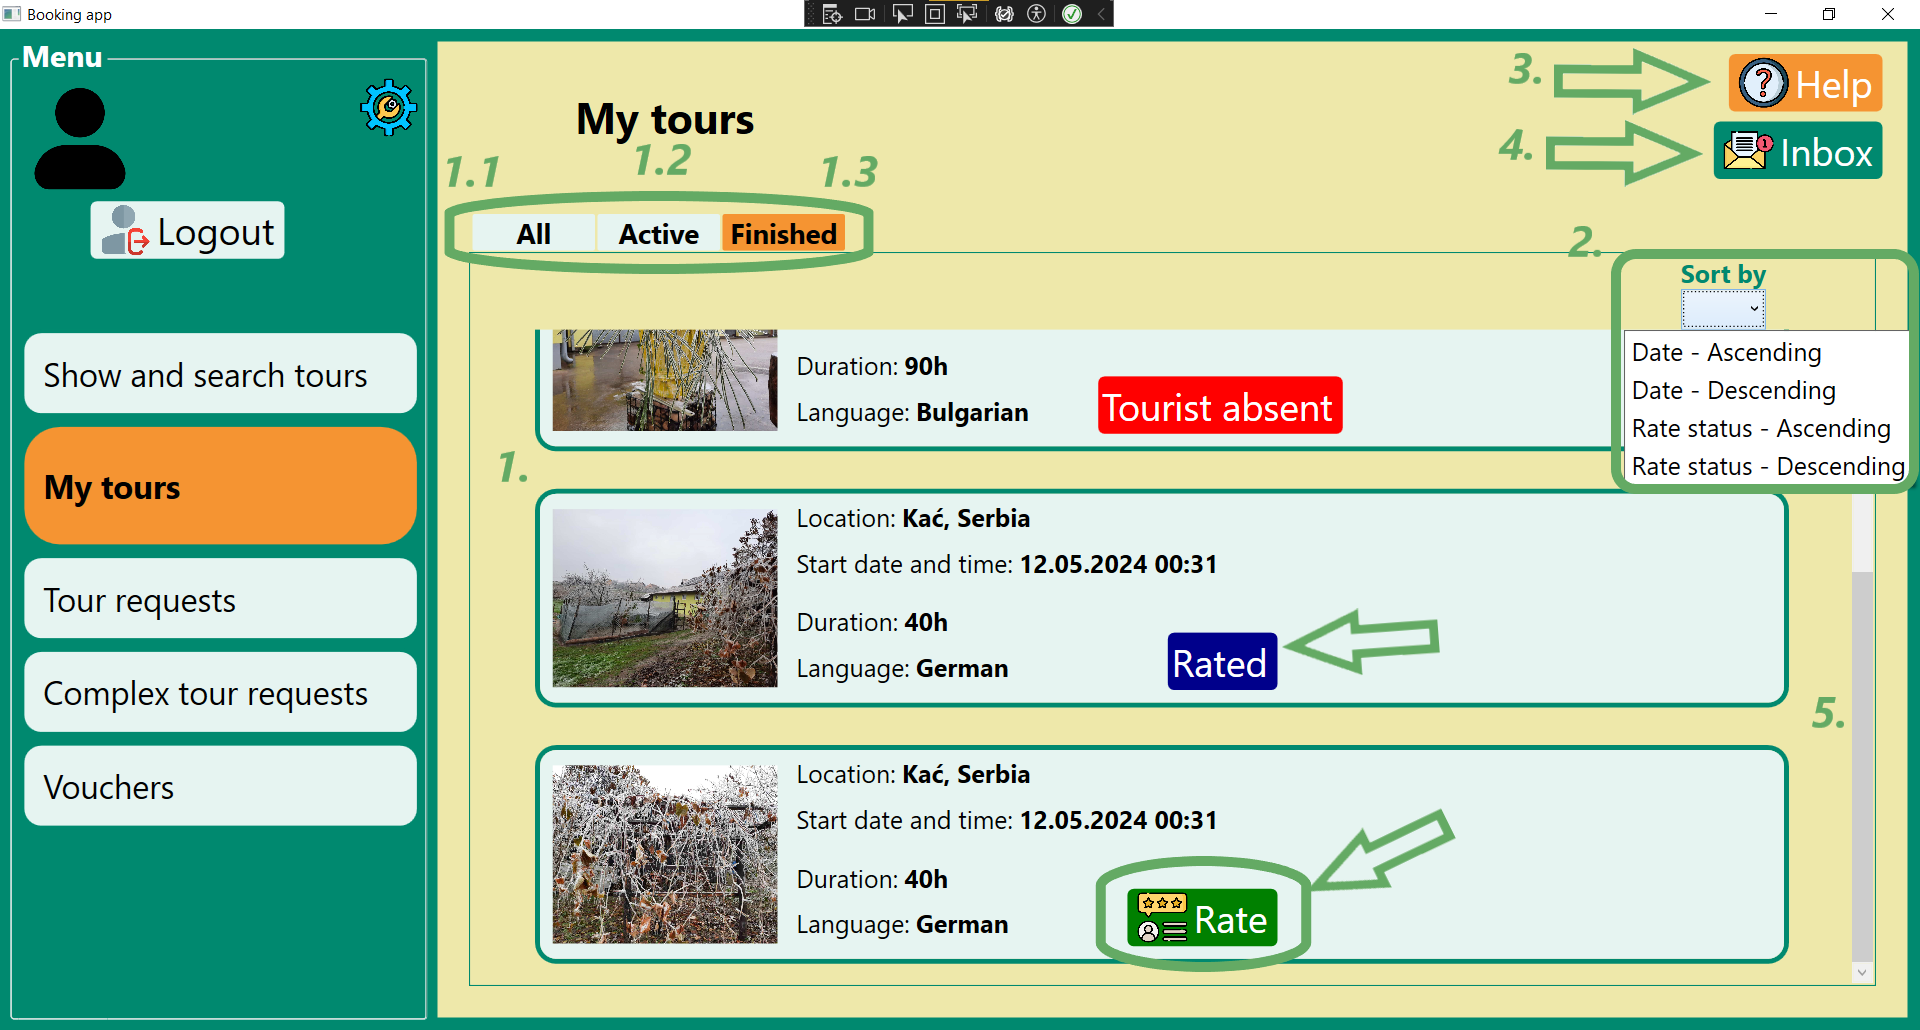 Booking app
Menu
Logout
Show and search tours
My tours
Tour requests
Complex tour requests
Vouchers
My tours
3.
Help
4.
1
Inbox
1.1
1.2
1.3
All
Active
Finished
2.
Sort by
Date - Ascending
Date - Descending
Rate status - Ascending
Rate status - Descending
Duration: 90h
Language: Bulgarian
Tourist absent
1.
Location: Kać, Serbia
Start date and time: 12.05.2024 00:31
Duration: 40h
Language: German
Rated
5.
Location: Kać, Serbia
Start date and time: 12.05.2024 00:31
Duration: 40h
Language: German
Rate